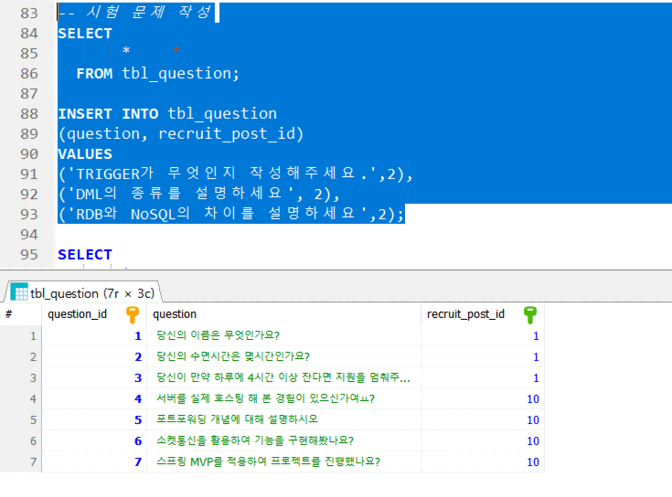 83 -- 시험 문제 작성
84 SELECT
85 * *
86 FROM tbl_question;
87
88 INSERT INTO tbl_question
89 (question, recruit_post_id)
90 VALUES
91 ('TRIGGER가 무엇인지 작성해주세요.',2),
92 ('DML의 종류를 설명하세요', 2),
93 ('RDB와 NoSQL의 차이를 설명하세요',2);
94
95 SELECT
tbl_question (7r × 3c)
# question_id question recruit_post_id
1 1 당신의 이름은 무엇인가요? 1
2 2 당신의 수면시간은 몇시간인가요? 1
3 3 당신이 만약 하루에 4시간 이상 잔다면 지원을 멈춰주... 1
4 4 서버를 실제 호스팅 해 본 경험이 있으신가여ㅛ? 10
5 5 포트포워딩 개념에 대해 설명하시오 10
6 6 소켓통신을 활용하여 기능을 구현해봤나요? 10
7 7 스프링 MVP를 적용하여 프로젝트를 진행했나요? 10